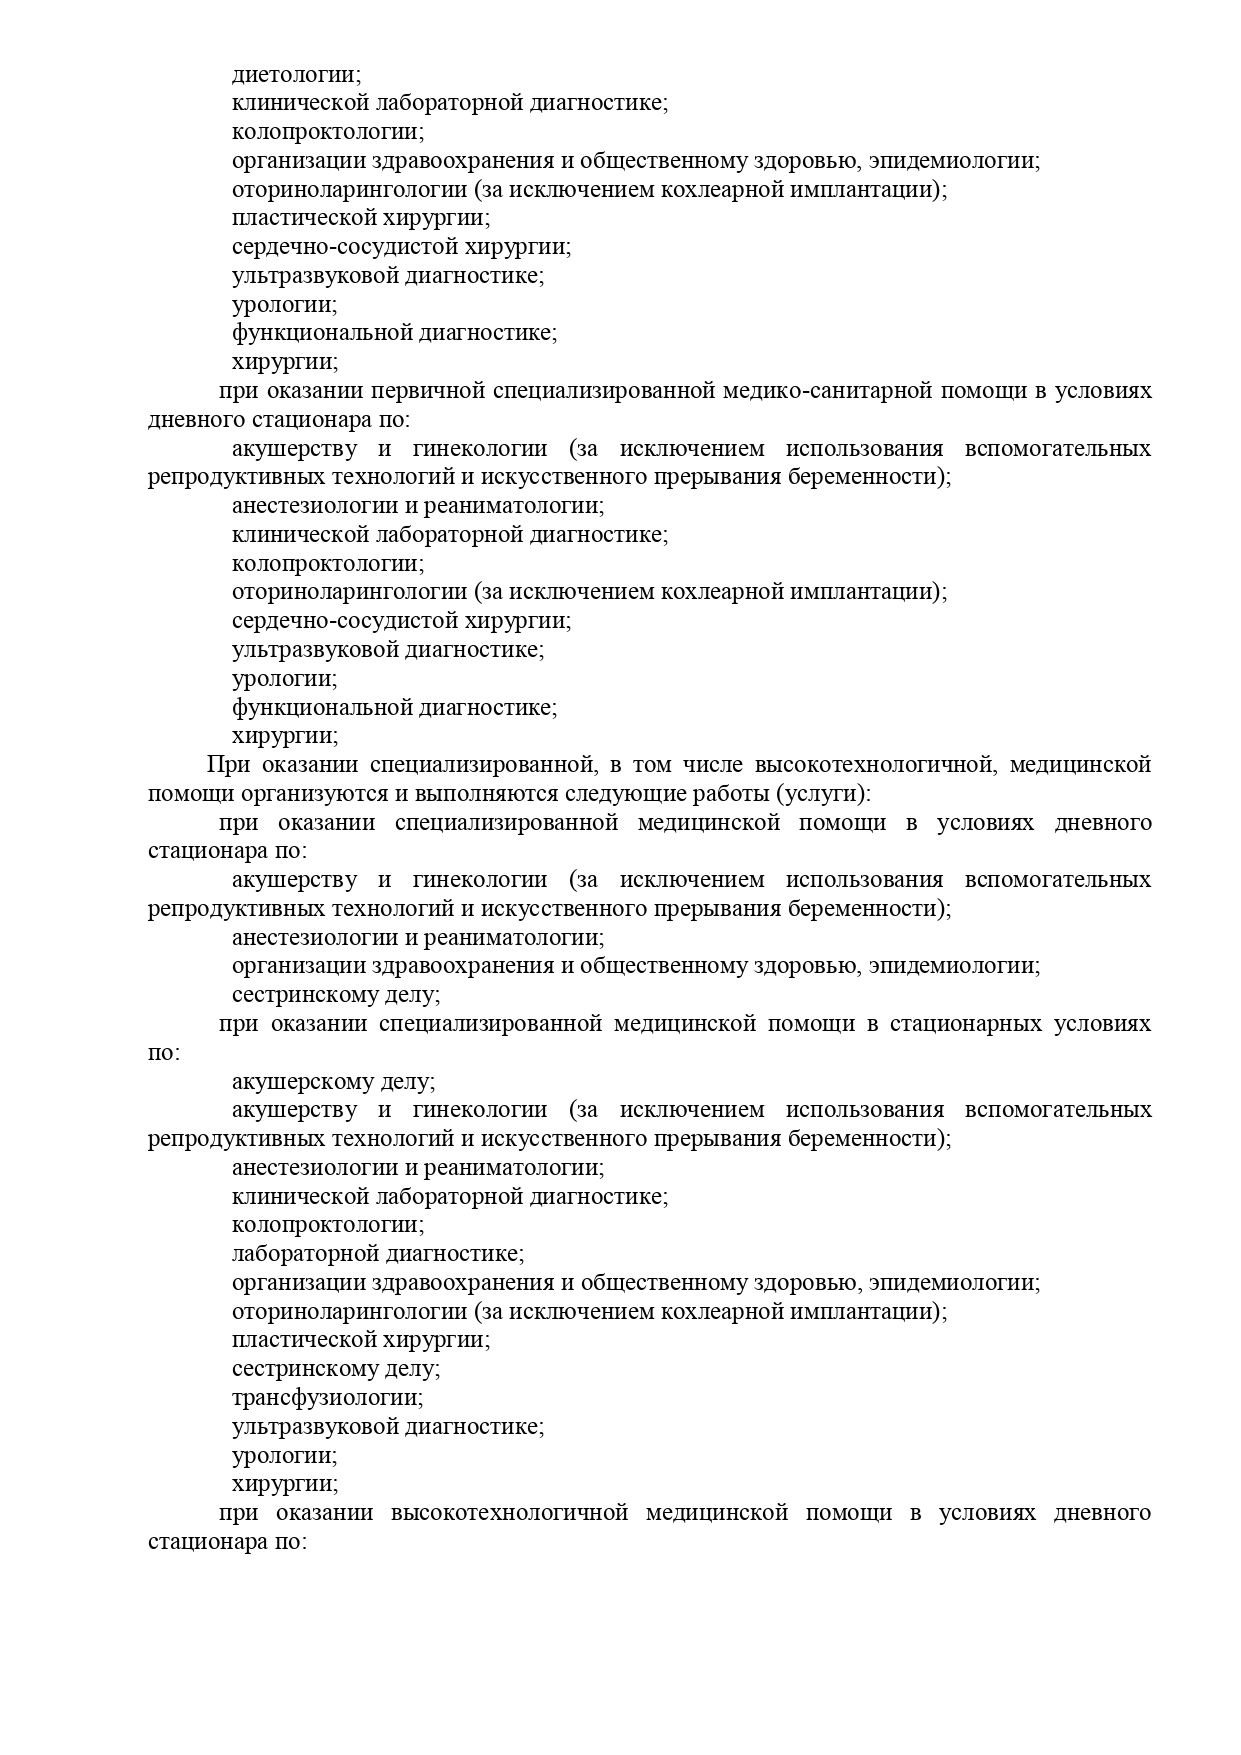 диетологии;
клинической лабораторной диагностике;
колопроктологии;
организации здравоохранения и общественному здоровью, эпидемиологии;
оториноларингологии (за исключением кохлеарной имплантации);
пластической хирургии;
сердечно-сосудистой хирургии;
ультразвуковой диагностике;
урологии;
функциональной диагностике;
хирургии;
при оказании первичной специализированной медико-санитарной помощи в условиях
дневного стационара по:
акушерству и гинекологии (за исключением использования вспомогательных
репродуктивных технологий и искусственного прерывания беременности);
анестезиологии и реаниматологии;
клинической лабораторной диагностике;
колопроктологии;
оториноларингологии (за исключением кохлеарной имплантации);
сердечно-сосудистой хирургии;
ультразвуковой диагностике;
урологии;
функциональной диагностике;
хирургии;
При оказании специализированной, в том числе высокотехнологичной, медицинской
помощи организуются и выполняются следующие работы (услуги):
при оказании специализированной медицинской помощи в условиях дневного
стационара по:
акушерству и гинекологии (за исключением использования вспомогательных
репродуктивных технологий и искусственного прерывания беременности);
анестезиологии и реаниматологии;
организации здравоохранения и общественному здоровью, эпидемиологии;
сестринскому делу;
при оказании специализированной медицинской помощи в стационарных условиях
по:
акушерскому делу;
акушерству и гинекологии (за исключением использования вспомогательных
репродуктивных технологий и искусственного прерывания беременности);
анестезиологии и реаниматологии;
клинической лабораторной диагностике;
колопроктологии;
лабораторной диагностике;
организации здравоохранения и общественному здоровью, эпидемиологии;
оториноларингологии (за исключением кохлеарной имплантации);
пластической хирургии;
сестринскому делу;
трансфузиологии;
ультразвуковой диагностике;
урологии;
хирургии;
при оказании высокотехнологичной медицинской помощи в условиях дневного
стационара по: